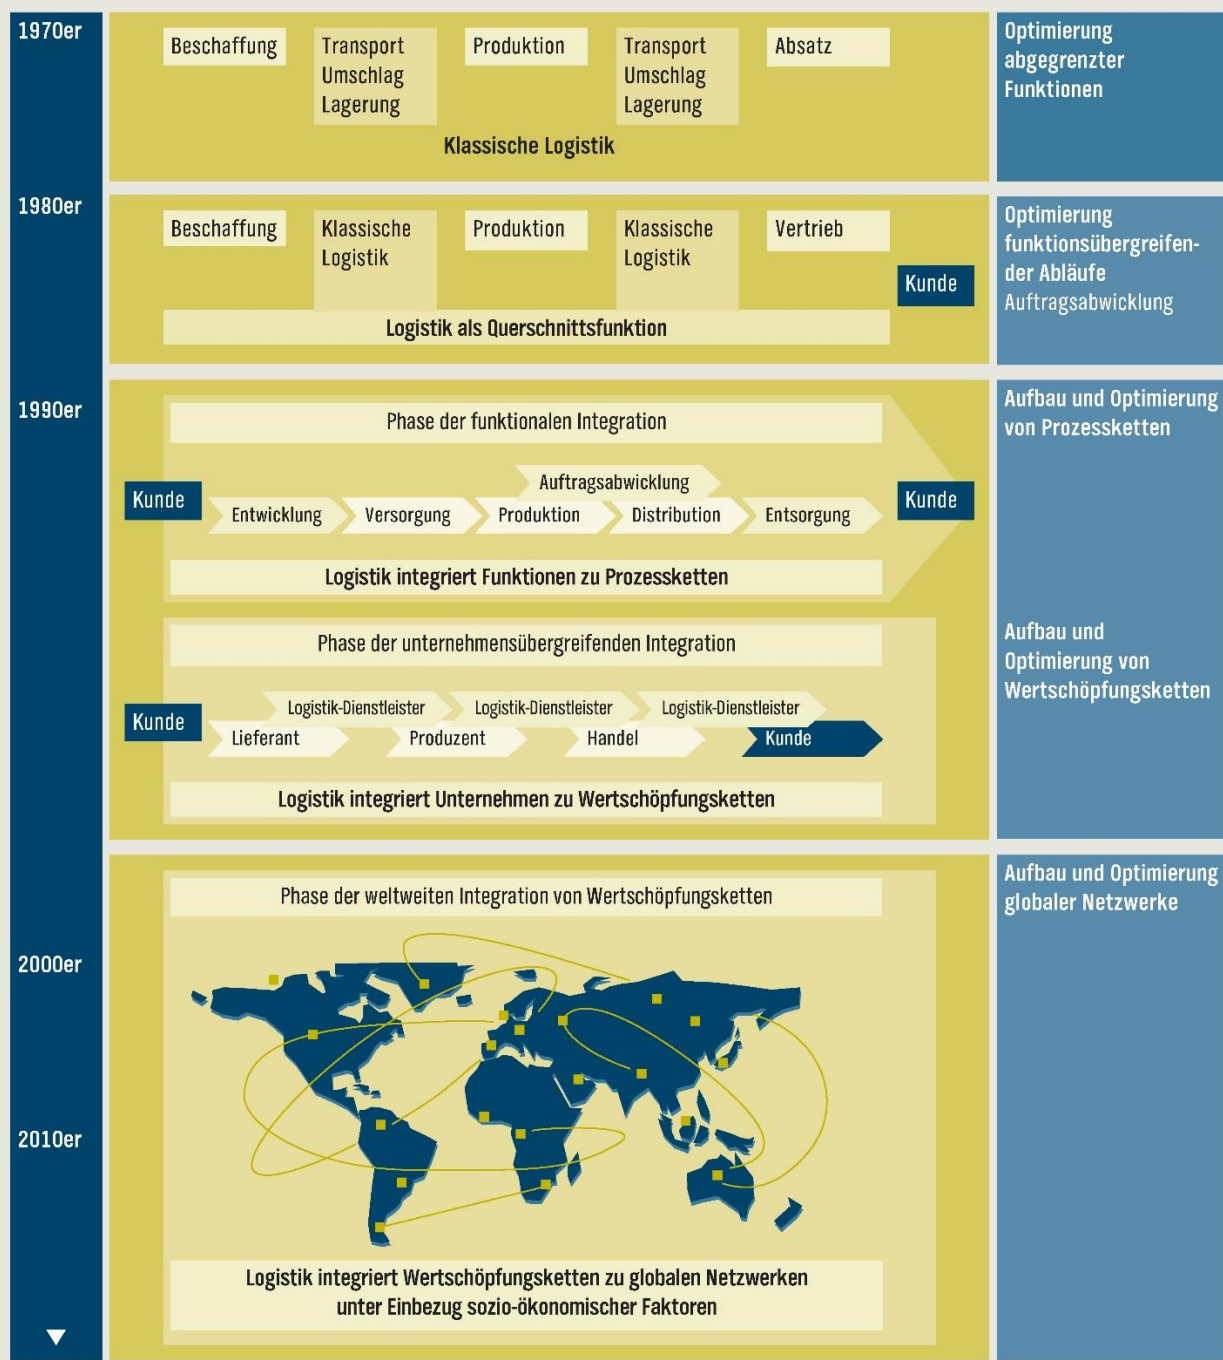 1970er
Beschaffung
Transport
Umschlag
Lagerung
Produktion
Transport
Umschlag
Lagerung
Absatz
Klassische Logistik
Optimierung
abgegrenzter
Funktionen
1980er
Beschaffung
Klassische
Logistik
Produktion
Klassische
Logistik
Vertrieb
Kunde
Logistik als Querschnittsfunktion
Optimierung
funktionsübergreifen-
der Abläufe
Auftragsabwicklung
1990er
Phase der funktionalen Integration
Kunde
Auftragsabwicklung
Entwicklung
Versorgung
Produktion
Distribution
Entsorgung
Kunde
Logistik integriert Funktionen zu Prozessketten
Aufbau und Optimierung
von Prozessketten
Phase der unternehmensübergreifenden Integration
Kunde
Logistik-Dienstleister
Logistik-Dienstleister
Logistik-Dienstleister
Lieferant
Produzent
Handel
Kunde
Logistik integriert Unternehmen zu Wertschöpfungsketten
Aufbau und
Optimierung von
Wertschöpfungsketten
Phase der weltweiten Integration von Wertschöpfungsketten
Aufbau und Optimierung
globaler Netzwerke
2000er
2010er
Logistik integriert Wertschöpfungsketten zu globalen Netzwerken
unter Einbezug sozio-ökonomischer Faktoren